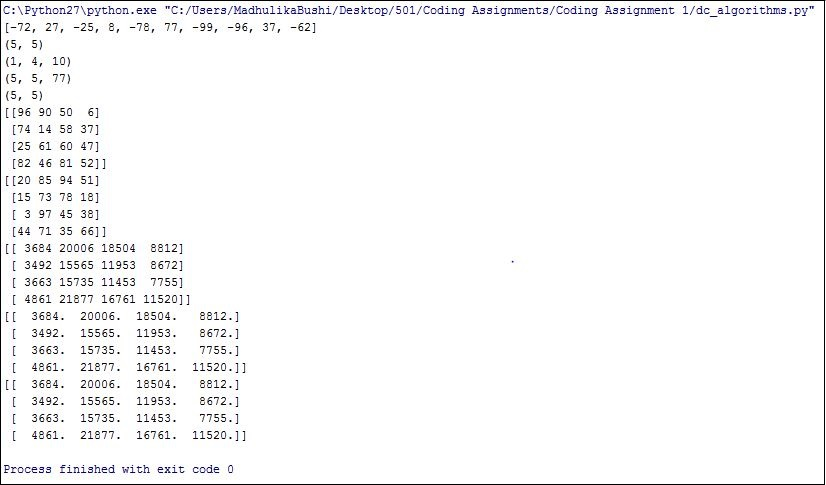 C:\Python27\python.exe "C:/Users/MadhulikaBushi/Desktop/501/Coding Assignments/Coding Assignment 1/dc_algorithms.py"
[-72, 27, -25, 8, -78, 77, -99, -96, 37, -62]
(5, 5)
(1, 4, 10)
(5, 5, 77)
(5, 5)
[[96 90 50  6]
 [74 14 58 37]
 [25 61 60 47]
 [82 46 81 52]]
[[20 85 94 51]
 [15 73 78 18]
 [ 3 97 45 38]
 [44 71 35 66]]
[[ 3684 20006 18504  8812]
 [ 3492 15565 11953  8672]
 [ 3663 15735 11453  7755]
 [ 4861 21877 16761 11520]]
[[  3684.  20006.  18504.   8812.]
 [  3492.  15565.  11953.   8672.]
 [  3663.  15735.  11453.   7755.]
 [  4861.  21877.  16761.  11520.]]
[[  3684.  20006.  18504.   8812.]
 [  3492.  15565.  11953.   8672.]
 [  3663.  15735.  11453.   7755.]
 [  4861.  21877.  16761.  11520.]]
Process finished with exit code 0